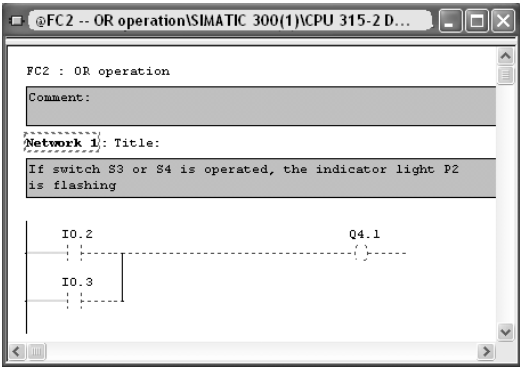 @FC2 -- OR operation\SIMATIC 300(1)\CPU 315-2 D...
FC2 : OR operation
Comment:
Network 1: Title:
If switch S3 or S4 is operated, the indicator light P2
is flashing
I0.2 Q4.1
I0.3